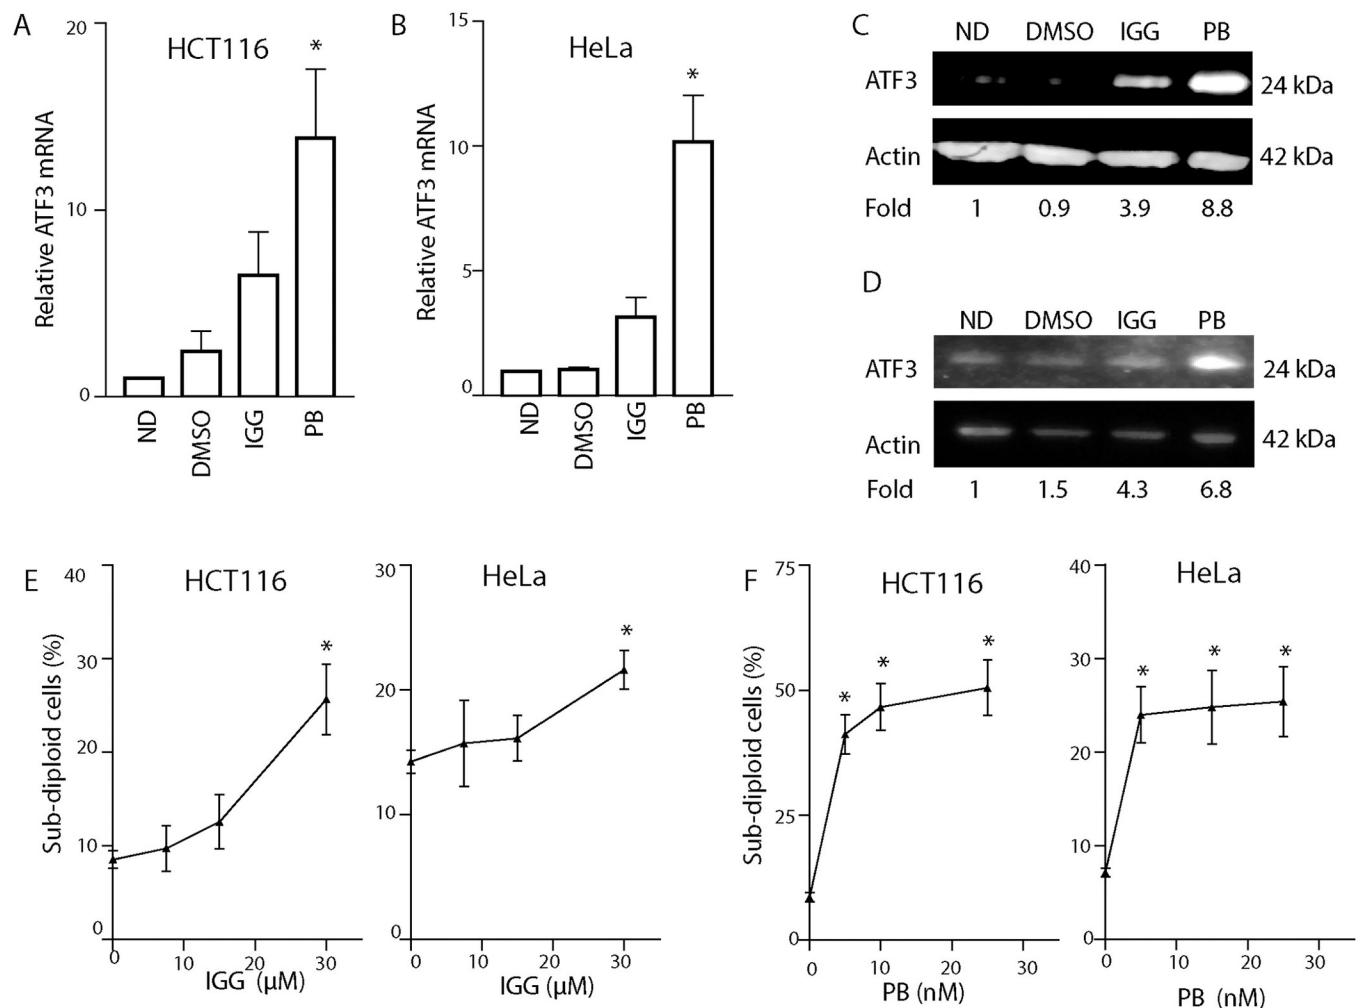 A
HCT116
Relative ATF3 mRNA
20
10
0
*
ND
DMSO
IGG
PB
B
HeLa
Relative ATF3 mRNA
15
10
5
0
*
ND
DMSO
IGG
PB
C
ND DMSO IGG PB
ATF3 24 kDa
Actin 42 kDa
Fold 1 0.9 3.9 8.8
D
ND DMSO IGG PB
ATF3 24 kDa
Actin 42 kDa
Fold 1 1.5 4.3 6.8
E
HCT116
Sub-diploid cells (%)
40
30
20
10
0
*
0 10 20 30
IGG (μM)
HeLa
30
20
10
0
*
0 10 20 30
IGG (μM)
F
HCT116
Sub-diploid cells (%)
75
50
25
0
* * *
0 10 20 30
PB (nM)
HeLa
40
30
20
10
0
* * *
0 10 20 30
PB (nM)